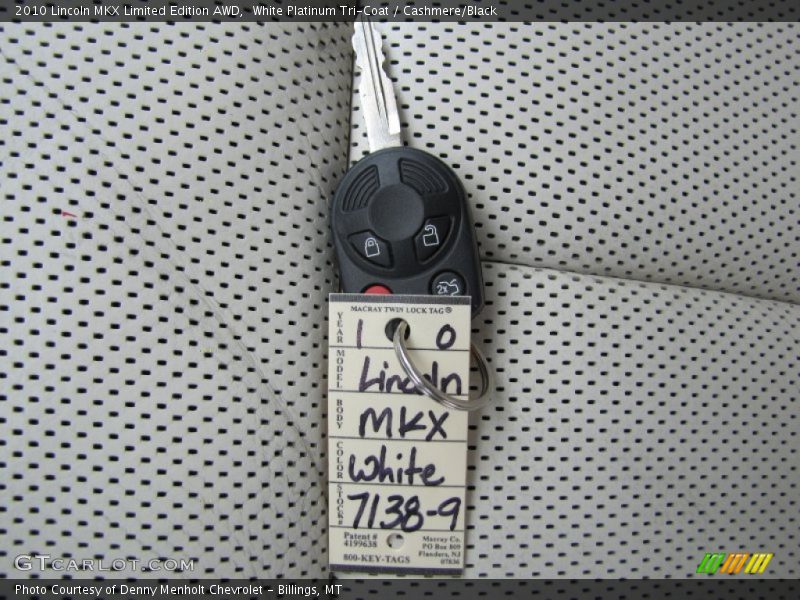 2010 Lincoln MKX Limited Edition AWD,  White Platinum Tri-Coat / Cashmere/Black
2x
MACRAY TWIN LOCK TAG®
YEAR 1 0
MODEL Lincoln
BODY MKX
COLOR White
STOCK# 7138-9
Patent #
4199638
800-KEY-TAGS
Macray Co.
PO Box 809
Flanders, NJ
07836
GTcarlot.com
Photo Courtesy of Denny Menholt Chevrolet – Billings, MT